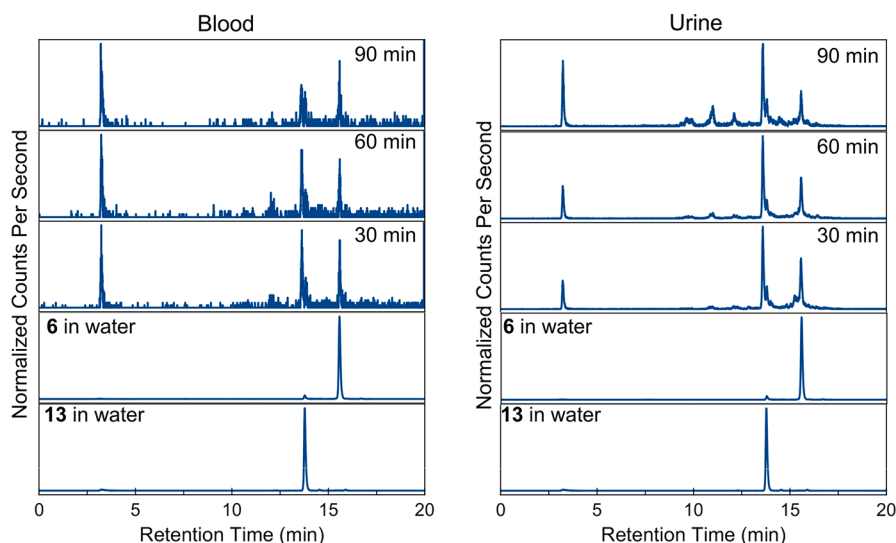 Blood
Normalized Counts Per Second
90 min
60 min
30 min
6 in water
13 in water
0 5 10 15 20
Retention Time (min)
Urine
Normalized Counts Per Second
90 min
60 min
30 min
6 in water
13 in water
0 5 10 15 20
Retention Time (min)